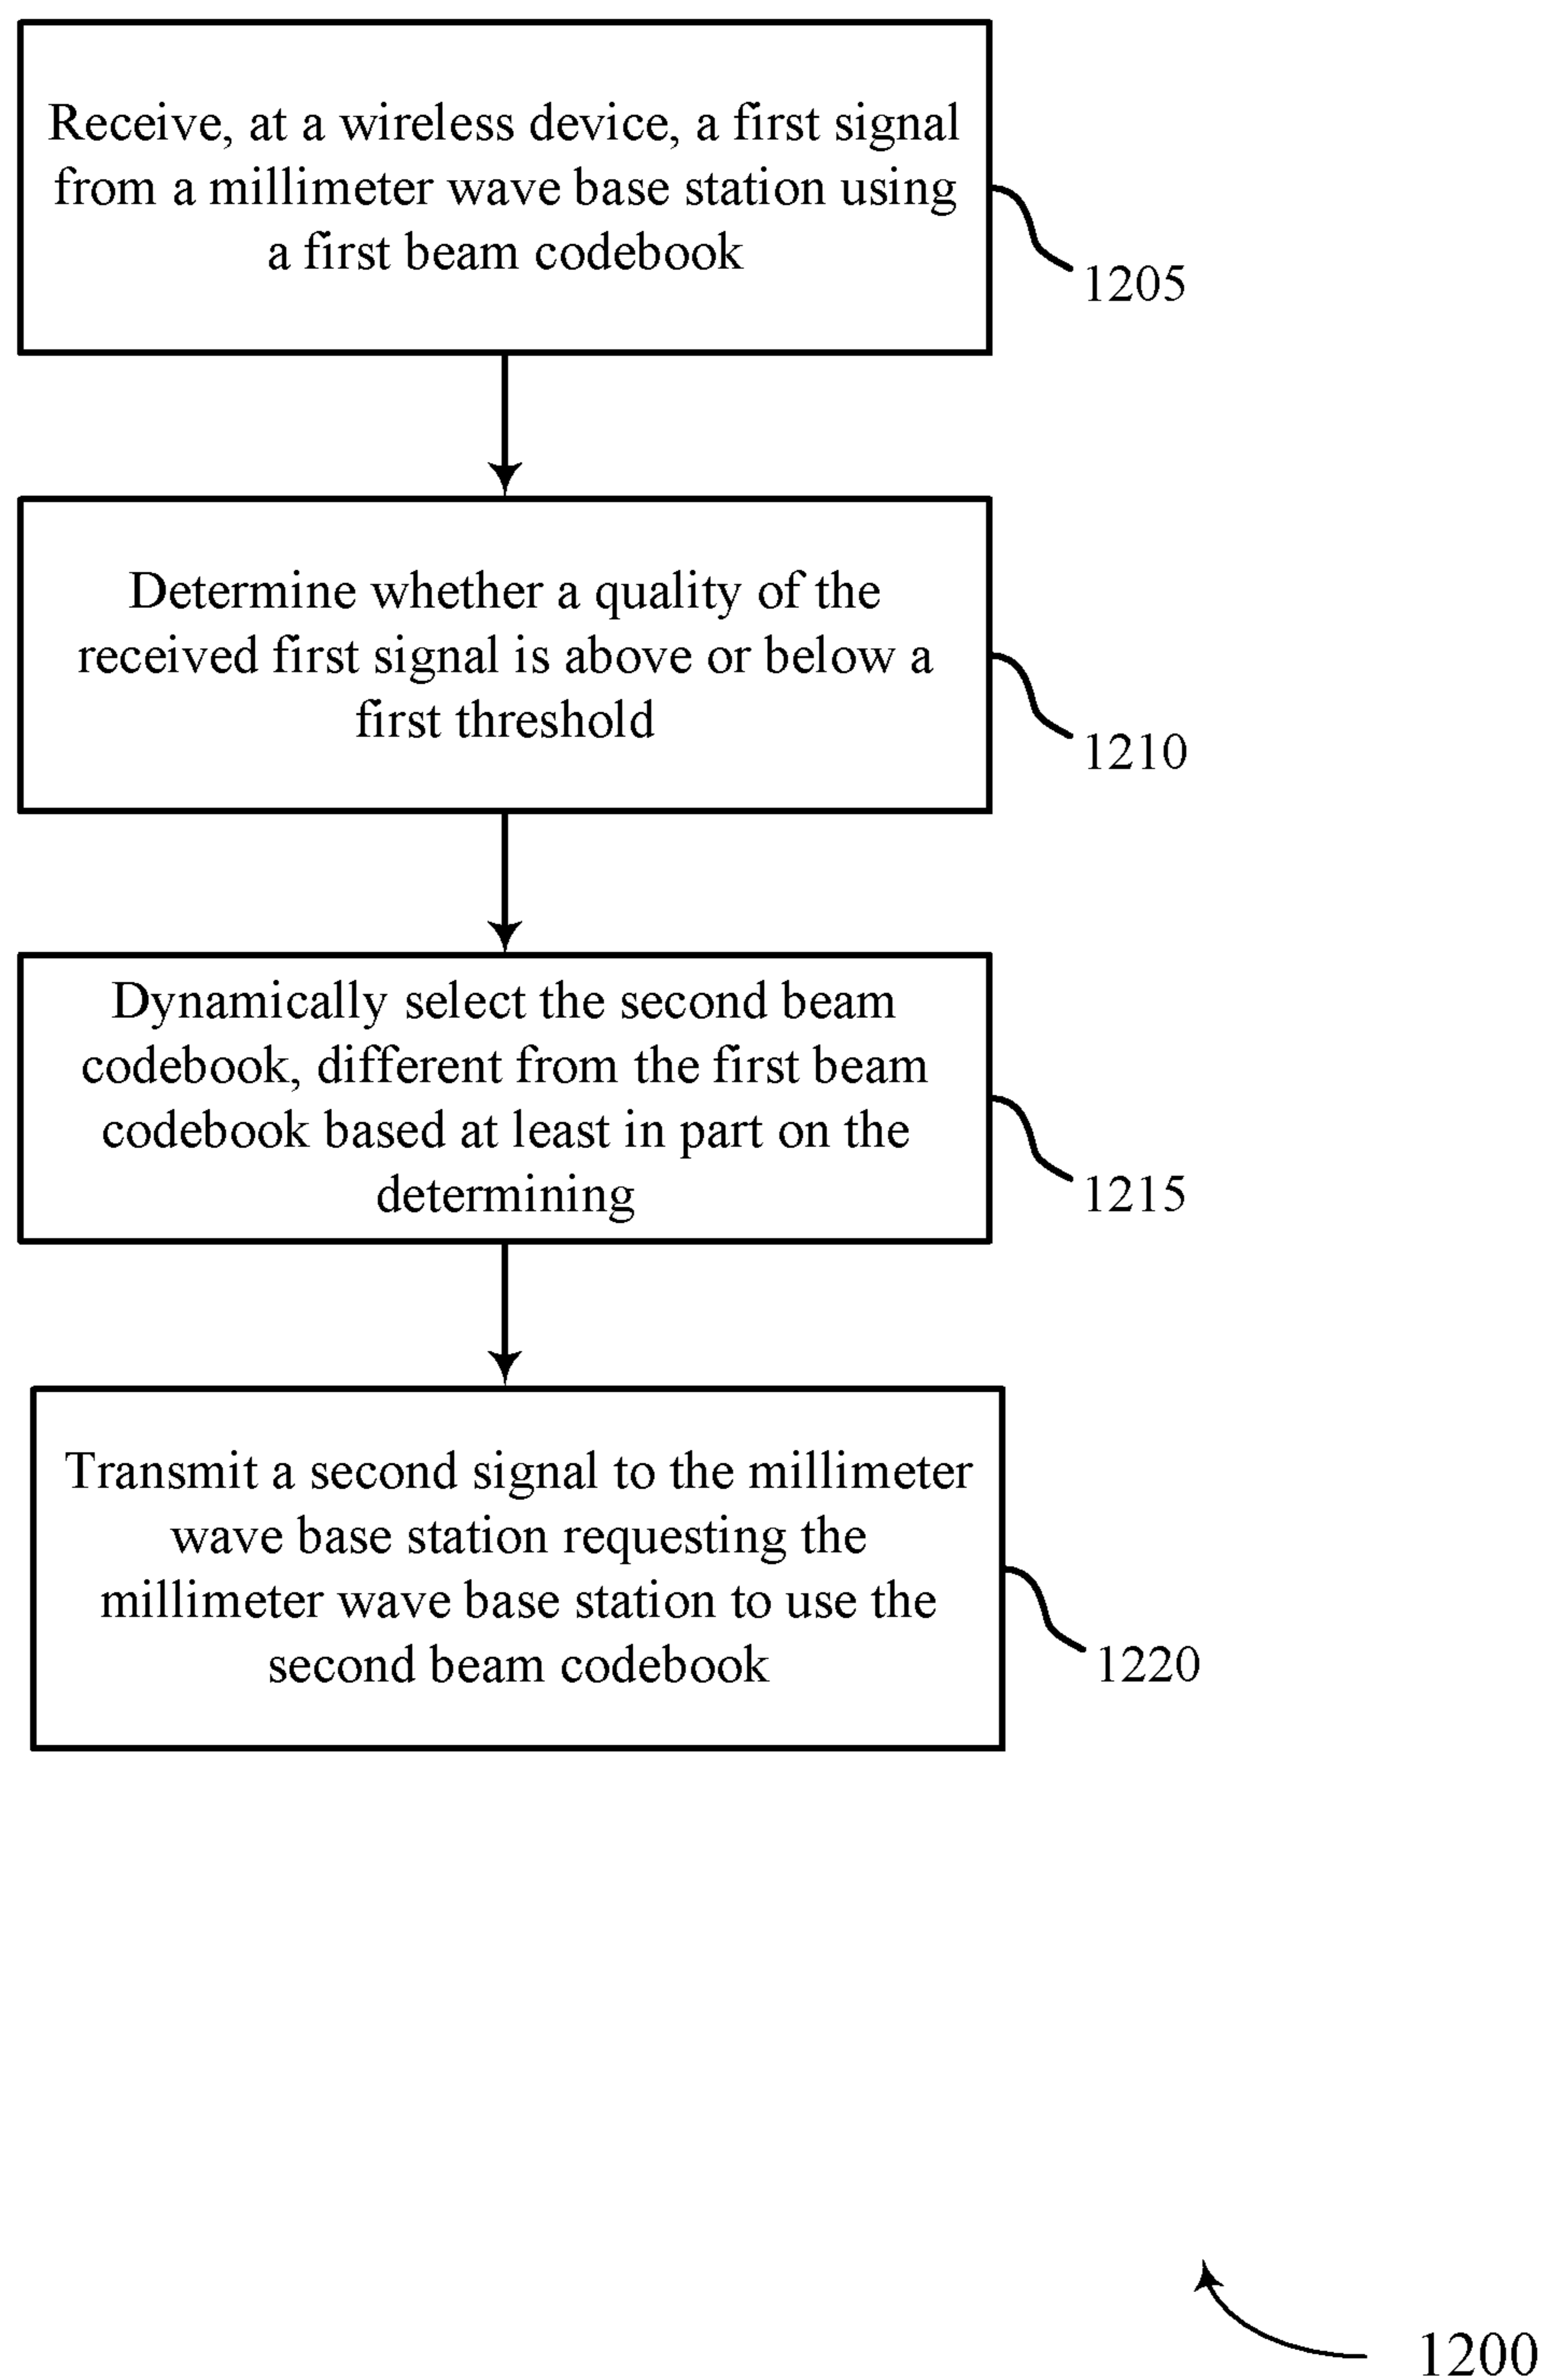 Receive, at a wireless device, a first signal
from a millimeter wave base station using
a first beam codebook
1205
Determine whether a quality of the
received first signal is above or below a
first threshold
1210
Dynamically select the second beam
codebook, different from the first beam
codebook based at least in part on the
determining
1215
Transmit a second signal to the millimeter
wave base station requesting the
millimeter wave base station to use the
second beam codebook
1220
1200